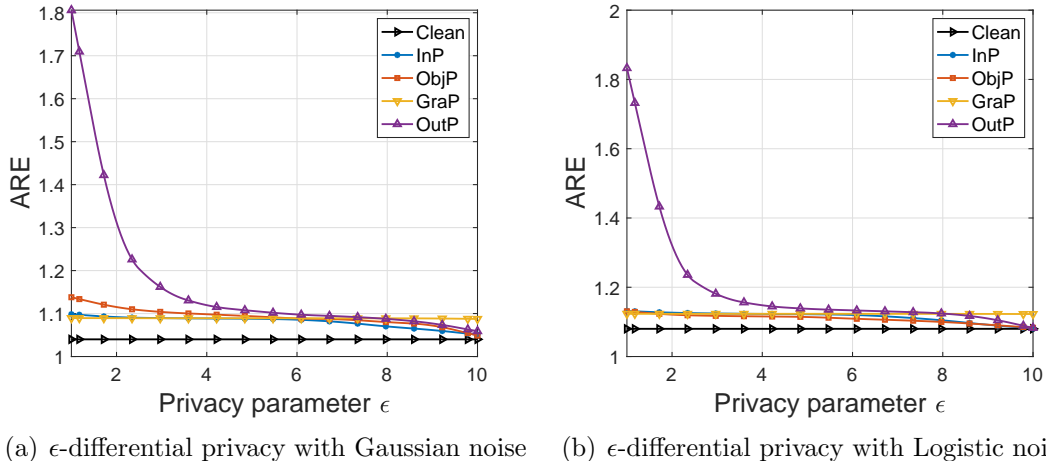 1.8
1.7
1.6
1.5
1.4
1.3
1.2
1.1
1
ARE
2 4 6 8 10
Privacy parameter ϵ
Clean
InP
ObjP
GraP
OutP
(a) ϵ-differential privacy with Gaussian noise
2
1.8
1.6
1.4
1.2
1
ARE
2 4 6 8 10
Privacy parameter ϵ
Clean
InP
ObjP
GraP
OutP
(b) ϵ-differential privacy with Logistic noi